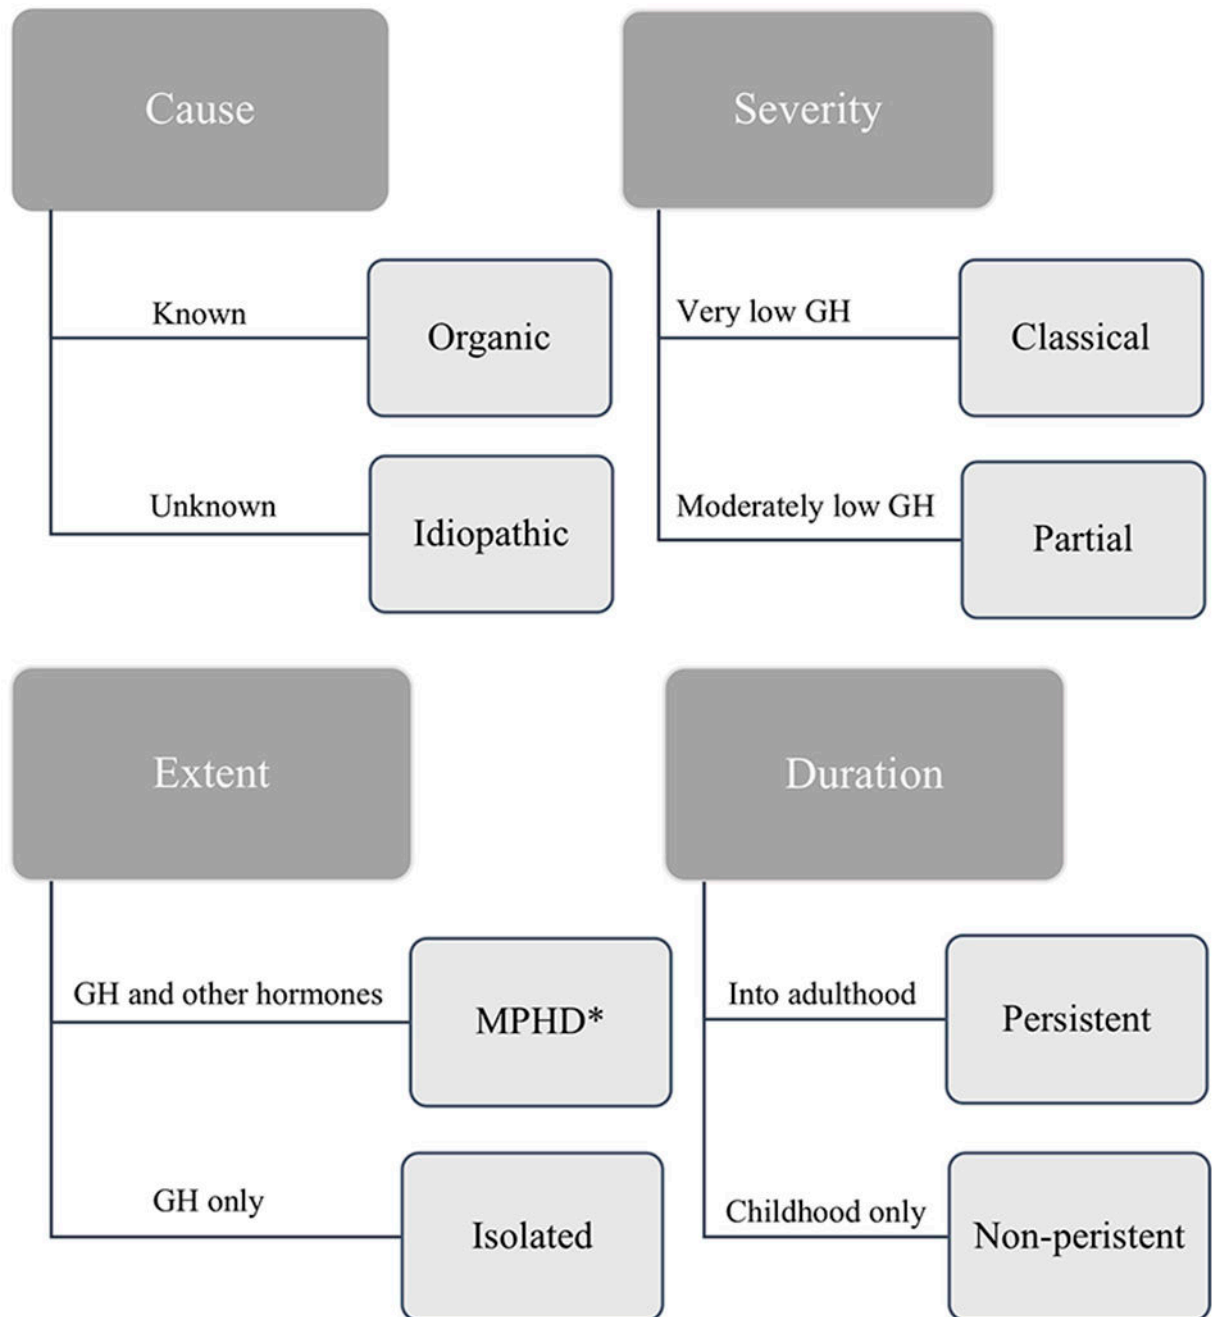 Cause
Known
Organic
Unknown
Idiopathic
Severity
Very low GH
Classical
Moderately low GH
Partial
Extent
GH and other hormones
MPHD*
GH only
Isolated
Duration
Into adulthood
Persistent
Childhood only
Non-peristent